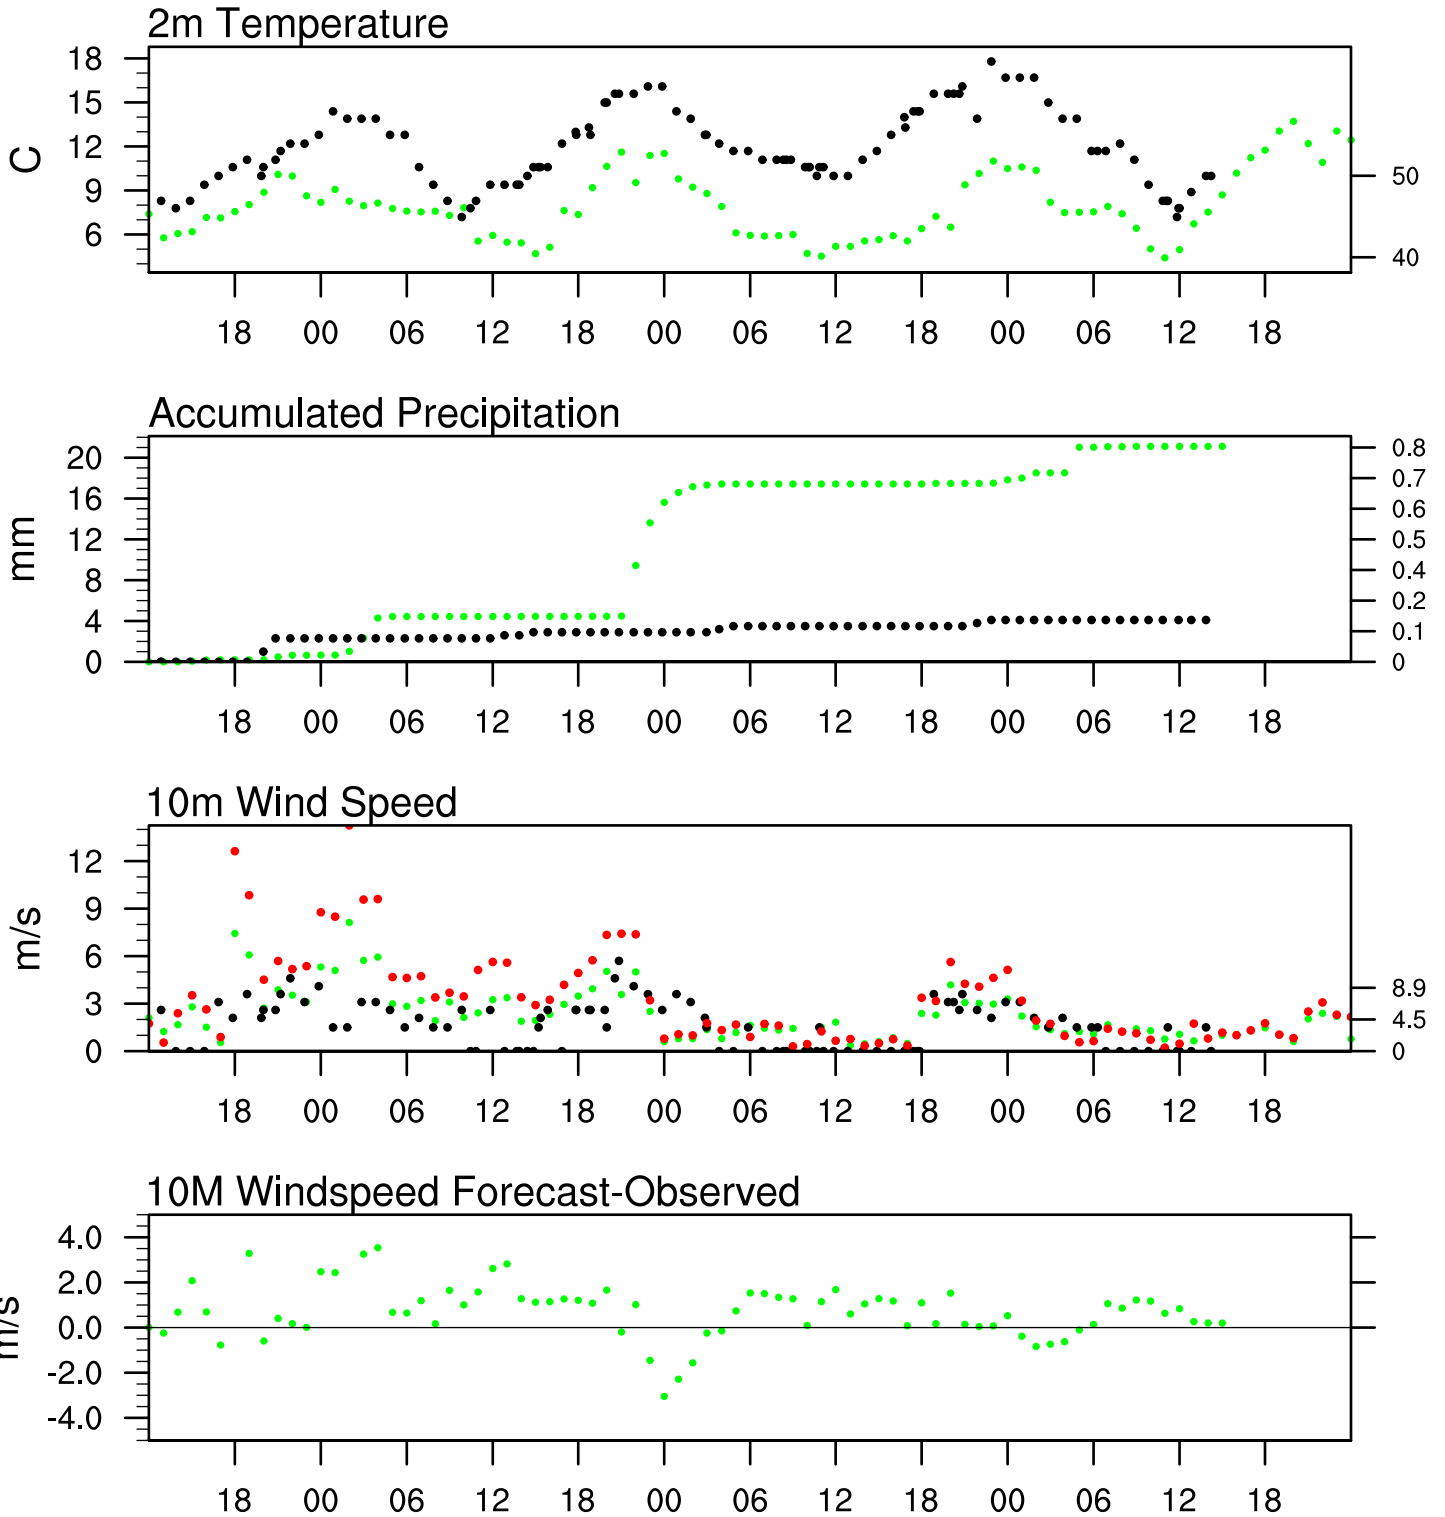 2m Temperature
C
18
15
12
9
6
50
40
18 00 06 12 18 00 06 12 18 00 06 12 18
Accumulated Precipitation
mm
20
16
12
8
4
0
0.8
0.7
0.6
0.5
0.4
0.2
0.1
0
18 00 06 12 18 00 06 12 18 00 06 12 18
10m Wind Speed
m/s
12
9
6
3
0
8.9
4.5
0
18 00 06 12 18 00 06 12 18 00 06 12 18
10M Windspeed Forecast-Observed
m/s
4.0
2.0
0.0
-2.0
-4.0
18 00 06 12 18 00 06 12 18 00 06 12 18